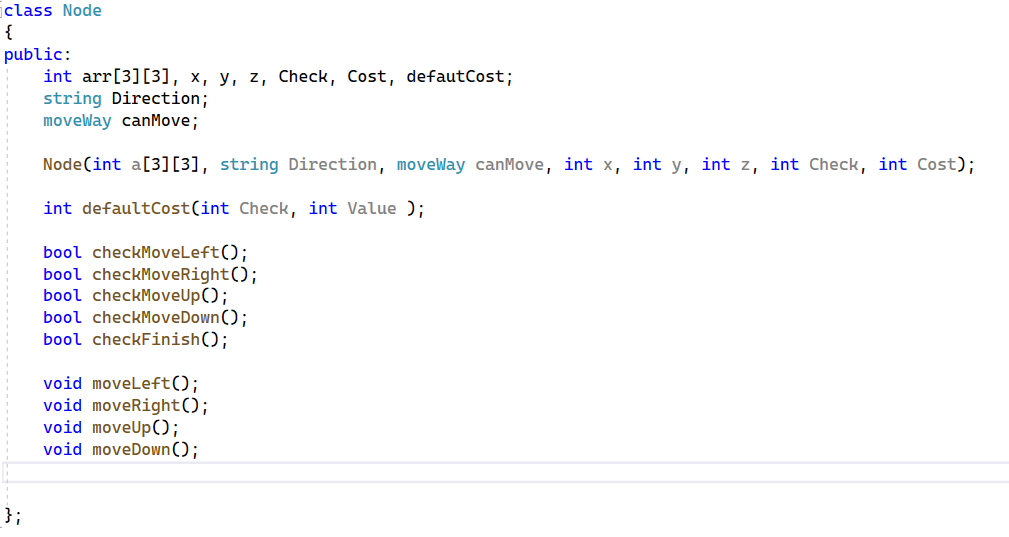 class Node
{
public:
    int arr[3][3], x, y, z, Check, Cost, defautCost;
    string Direction;
    moveWay canMove;
    Node(int a[3][3], string Direction, moveWay canMove, int x, int y, int z, int Check, int Cost);
    int defaultCost(int Check, int Value );
    bool checkMoveLeft();
    bool checkMoveRight();
    bool checkMoveUp();
    bool checkMoveDown();
    bool checkFinish();
    void moveLeft();
    void moveRight();
    void moveUp();
    void moveDown();
};